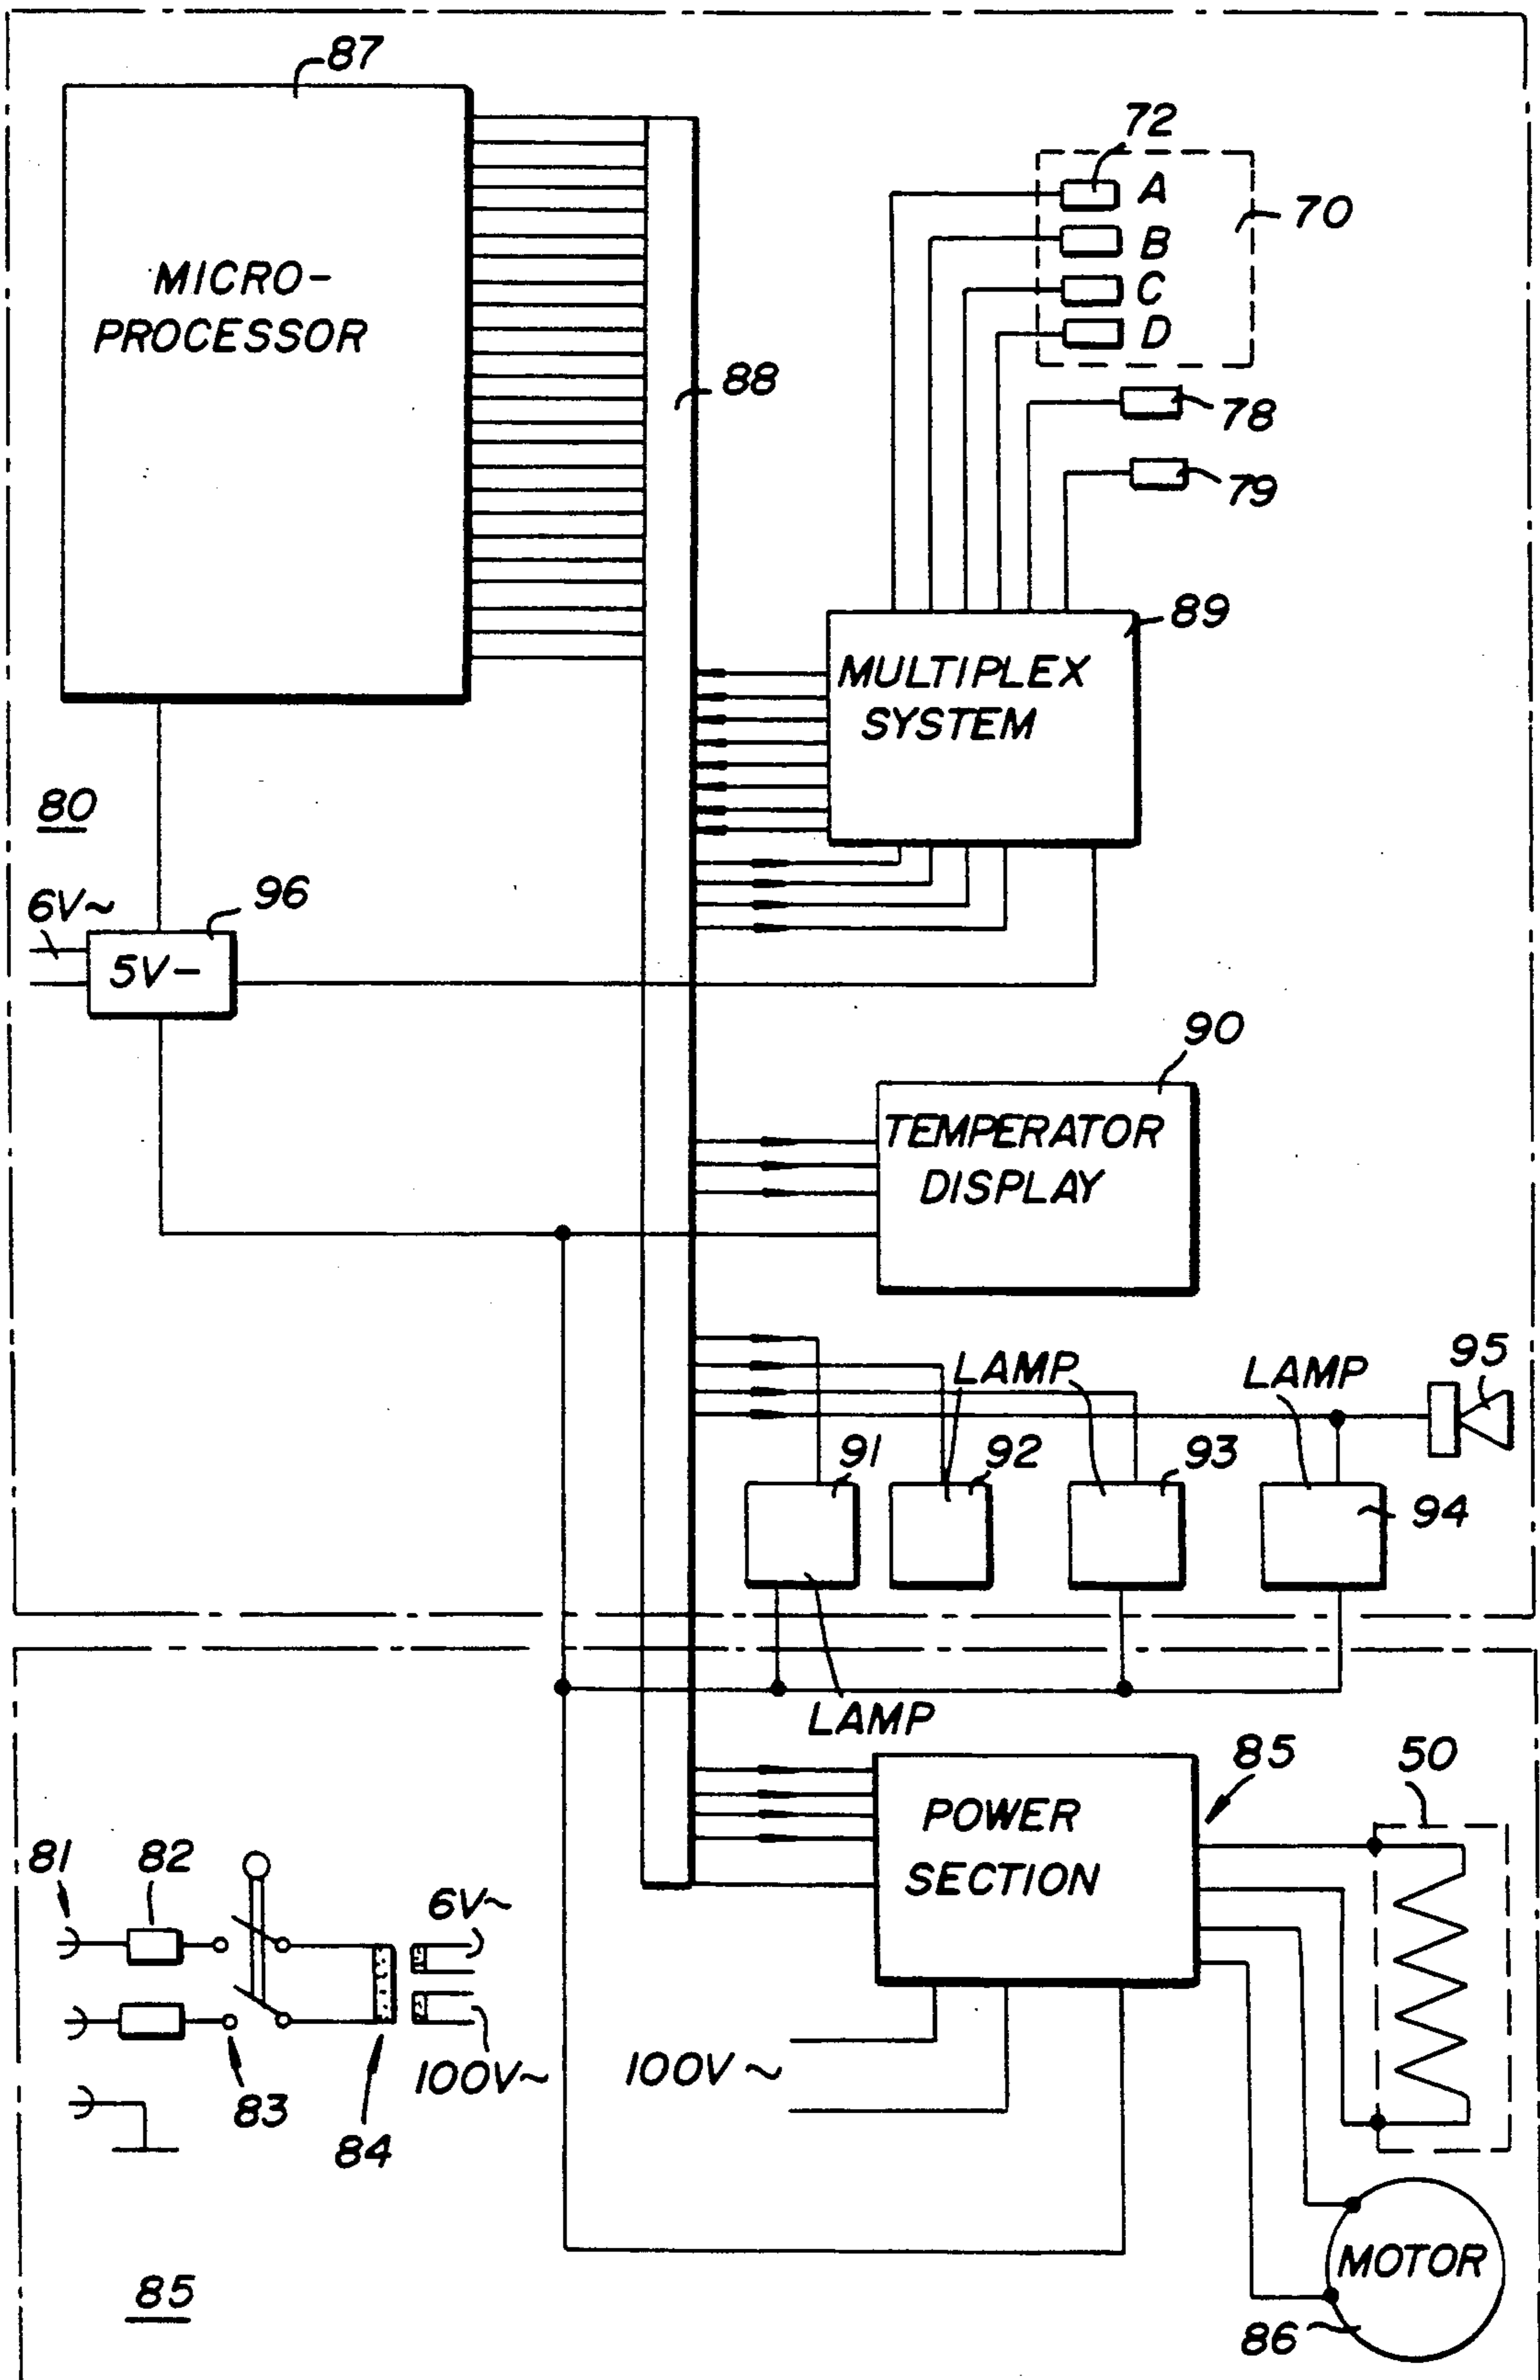 87
MICRO-
PROCESSOR
72
A
B
C
D
70
88
78
79
89
MULTIPLEX
SYSTEM
80
6V~
96
5V-
90
TEMPERATOR
DISPLAY
LAMP
LAMP
95
91
92
93
94
LAMP
85
50
POWER
SECTION
81
82
6V~
100V~
100V~
83
84
MOTOR
85
86